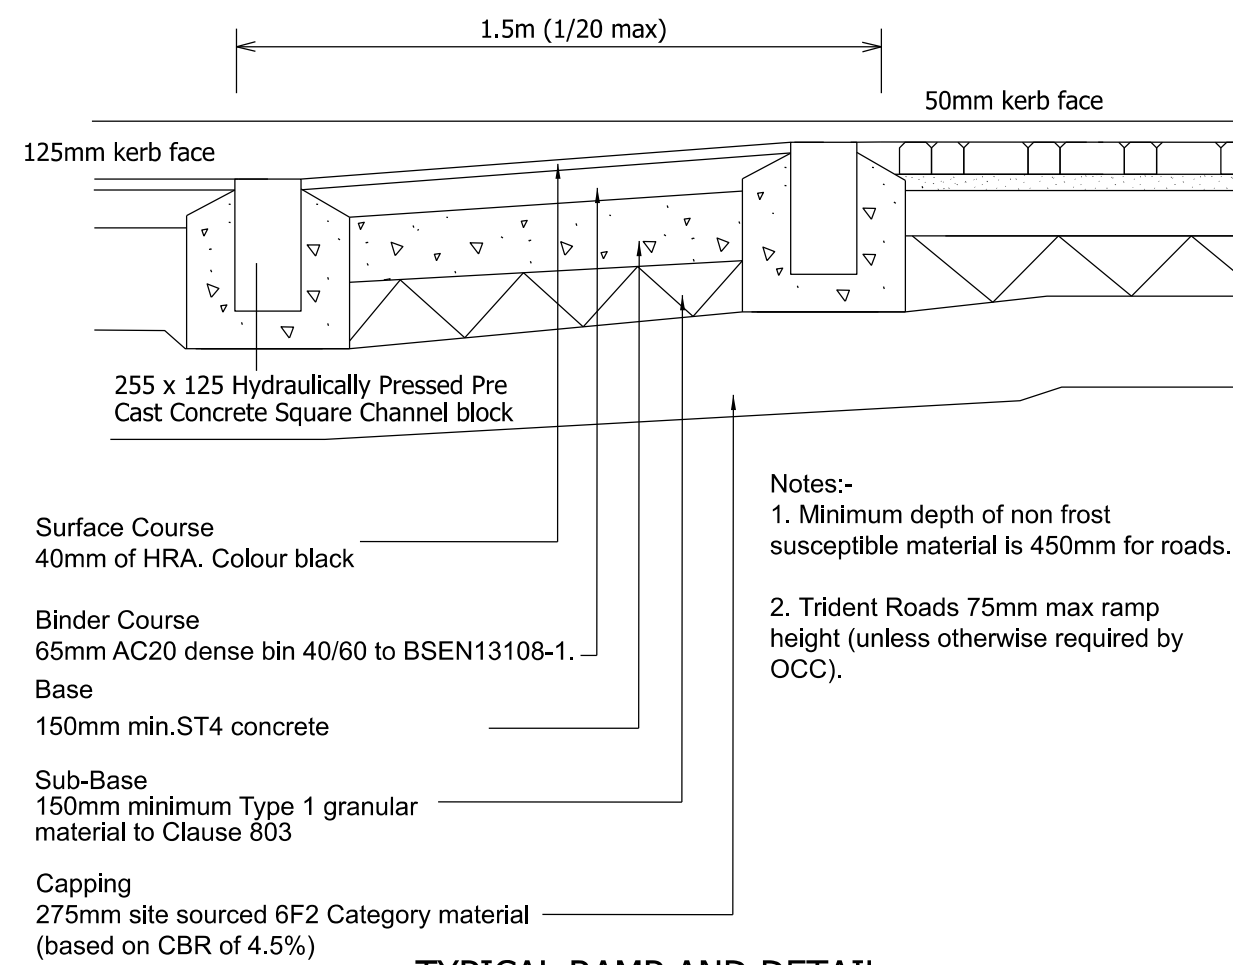 1.5m (1/20 max)
50mm kerb face
125mm kerb face
255 x 125 Hydraulically Pressed Pre
Cast Concrete Square Channel block
Surface Course
40mm of HRA. Colour black
Binder Course
65mm AC20 dense bin 40/60 to BSEN13108-1.
Base
150mm min.ST4 concrete
Sub-Base
150mm minimum Type 1 granular
material to Clause 803
Capping
275mm site sourced 6F2 Category material
(based on CBR of 4.5%)
Notes:-
1. Minimum depth of non frost
susceptible material is 450mm for roads.
2. Trident Roads 75mm max ramp
height (unless otherwise required by
OCC).
TYPICAL RAMP AND DETAIL